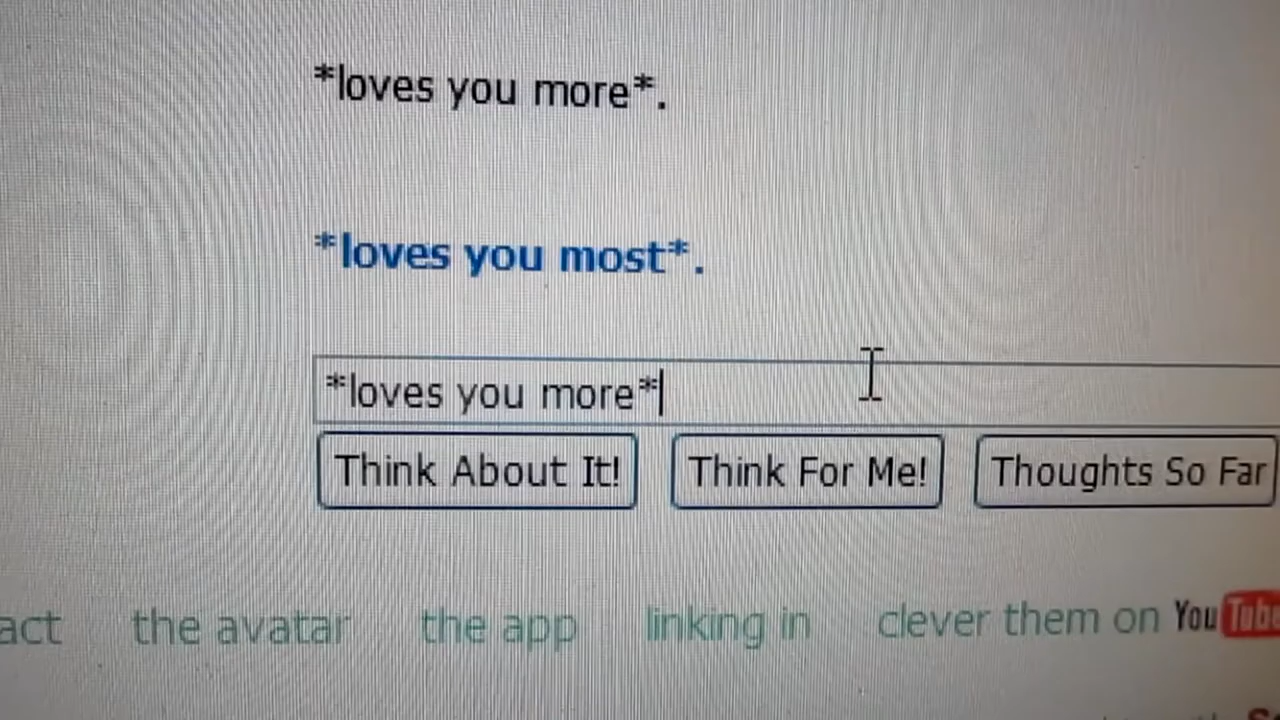 *loves you more*.
*loves you most*.
*loves you more*
Think About It! Think For Me! Thoughts So Far
act the avatar the app linking in clever them on YouTube